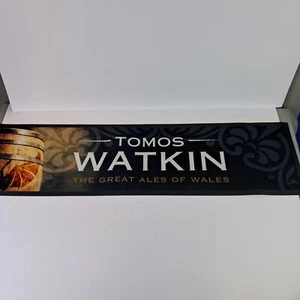 TOMOS
WATKIN
THE GREAT ALES OF WALES